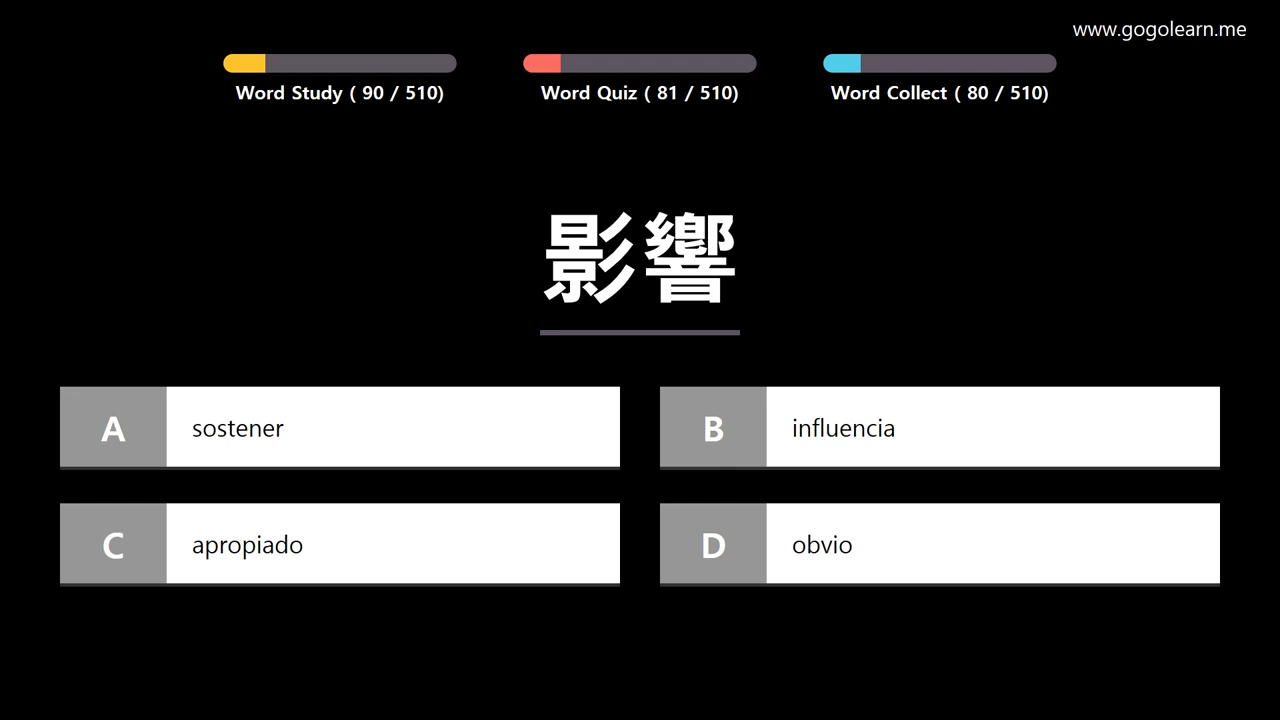 www.gogolearn.me
Word Study ( 90 / 510)
Word Quiz ( 81 / 510)
Word Collect ( 80 / 510)
影響
A sostener
B influencia
C apropiado
D obvio